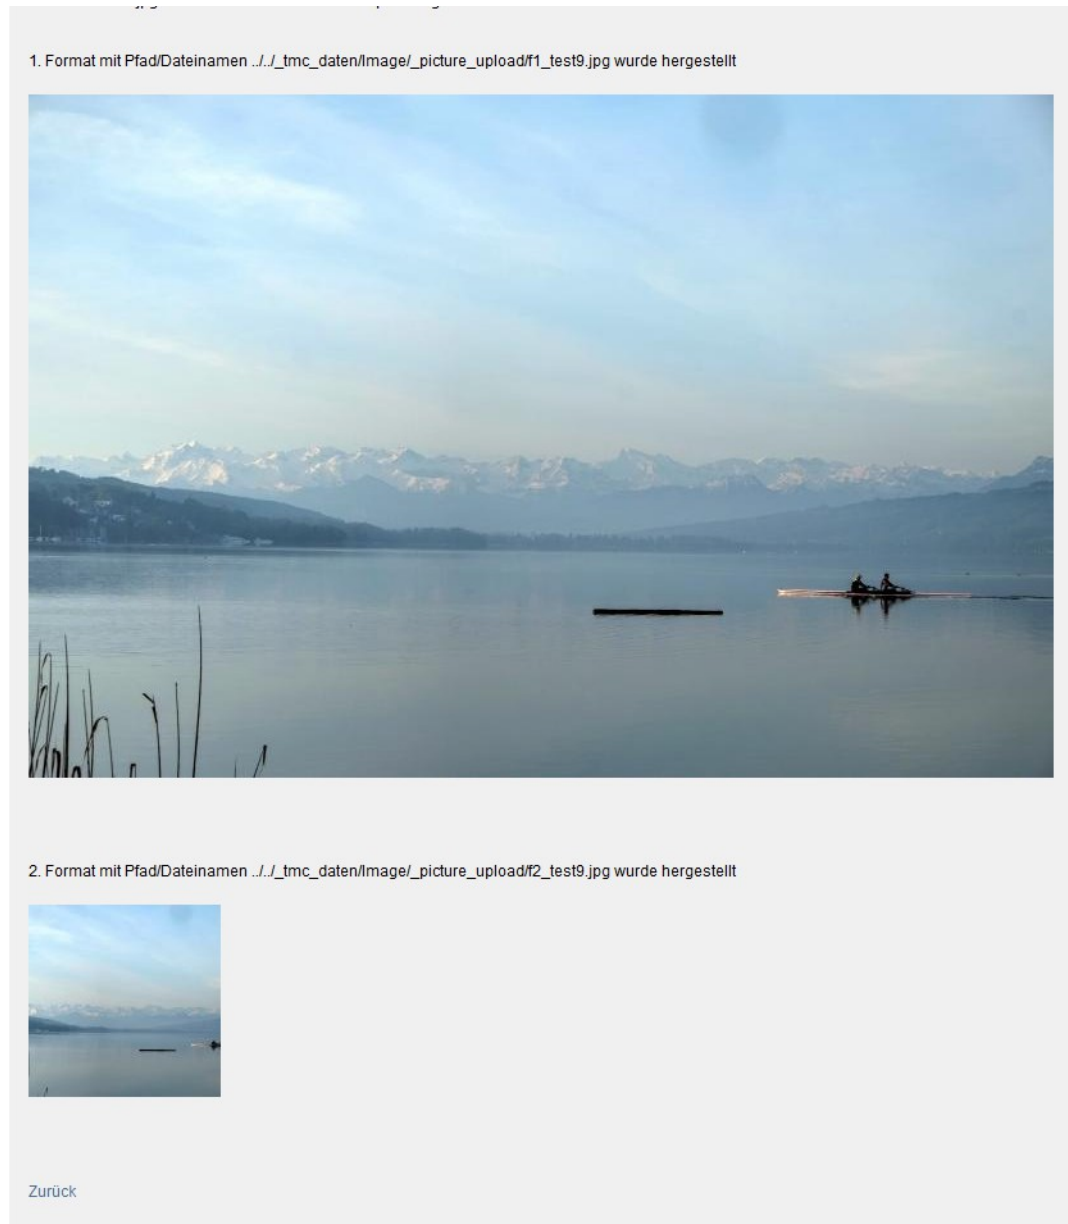 1. Format mit Pfad/Dateinamen ../../_tmc_daten/Image/_picture_upload/f1_test9.jpg wurde hergestellt
2. Format mit Pfad/Dateinamen ../../_tmc_daten/Image/_picture_upload/f2_test9.jpg wurde hergestellt
Zurück